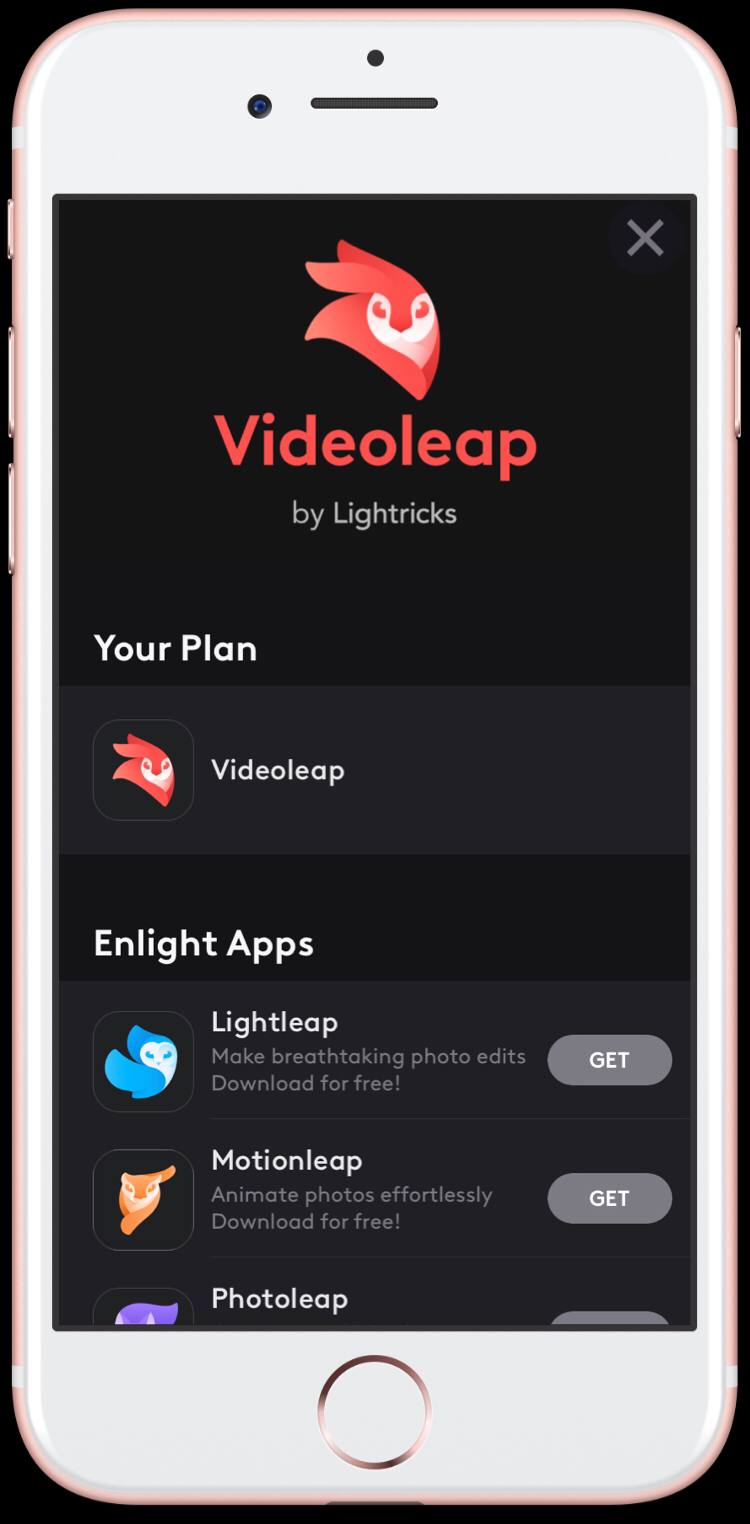 Videoleap
by Lightricks
Your Plan
Videoleap
Enlight Apps
Lightleap
Make breathtaking photo edits
Download for free!
GET
Motionleap
Animate photos effortlessly
Download for free!
GET
Photoleap